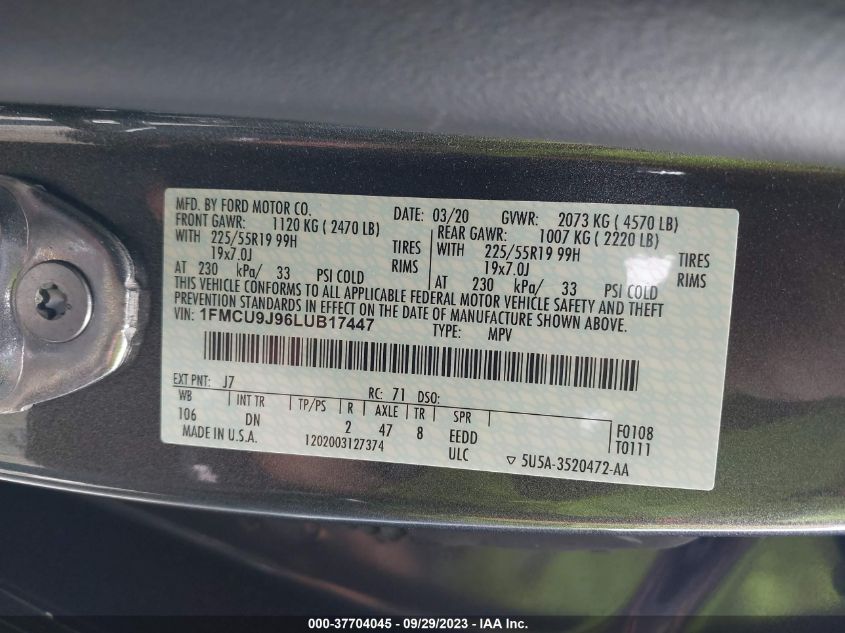 MFD. BY FORD MOTOR CO. DATE: 03/20 GVWR: 2073 KG ( 4570 LB)
FRONT GAWR: 1120 KG ( 2470 LB) REAR GAWR: 1007 KG ( 2220 LB)
WITH 225/55R19 99H TIRES WITH 225/55R19 99H TIRES
19x7.0J RIMS 19x7.0J RIMS
AT 230 kPa/ 33 PSI COLD AT 230 kPa/ 33 PSI COLD
THIS VEHICLE CONFORMS TO ALL APPLICABLE FEDERAL MOTOR VEHICLE SAFETY AND THEFT
PREVENTION STANDARDS IN EFFECT ON THE DATE OF MANUFACTURE SHOWN ABOVE.
VIN: 1FMCU9J96LUB17447 TYPE: MPV
EXT PNT: J7 RC: 71 DSO:
WB INT TR TP/PS R AXLE TR SPR
106 DN 2 47 8 EEDD F0108
MADE IN U.S.A. 1202003127374 ULC T0111
▽ 5U5A-3520472-AA
000-37704045 - 09/29/2023 - IAA Inc.